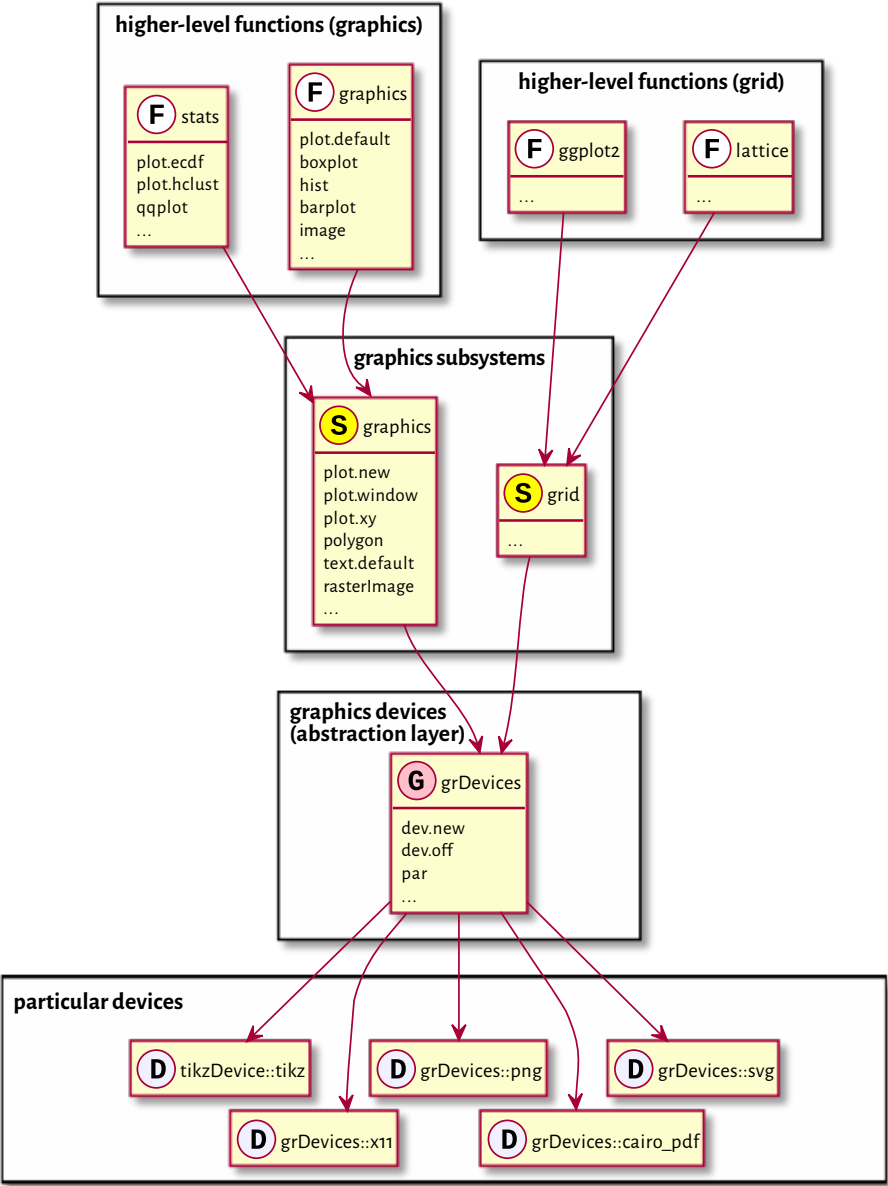 higher-level functions (graphics)
F stats
plot.ecdf
plot.hclust
qqplot
...
F graphics
plot.default
boxplot
hist
barplot
image
...
higher-level functions (grid)
F ggplot2
...
F lattice
...
graphics subsystems
S graphics
plot.new
plot.window
plot.xy
polygon
text.default
rasterImage
...
S grid
...
graphics devices
(abstraction layer)
G grDevices
dev.new
dev.off
par
...
particular devices
D tikzDevice::tikz
D grDevices::png
D grDevices::svg
D grDevices::x11
D grDevices::cairo_pdf